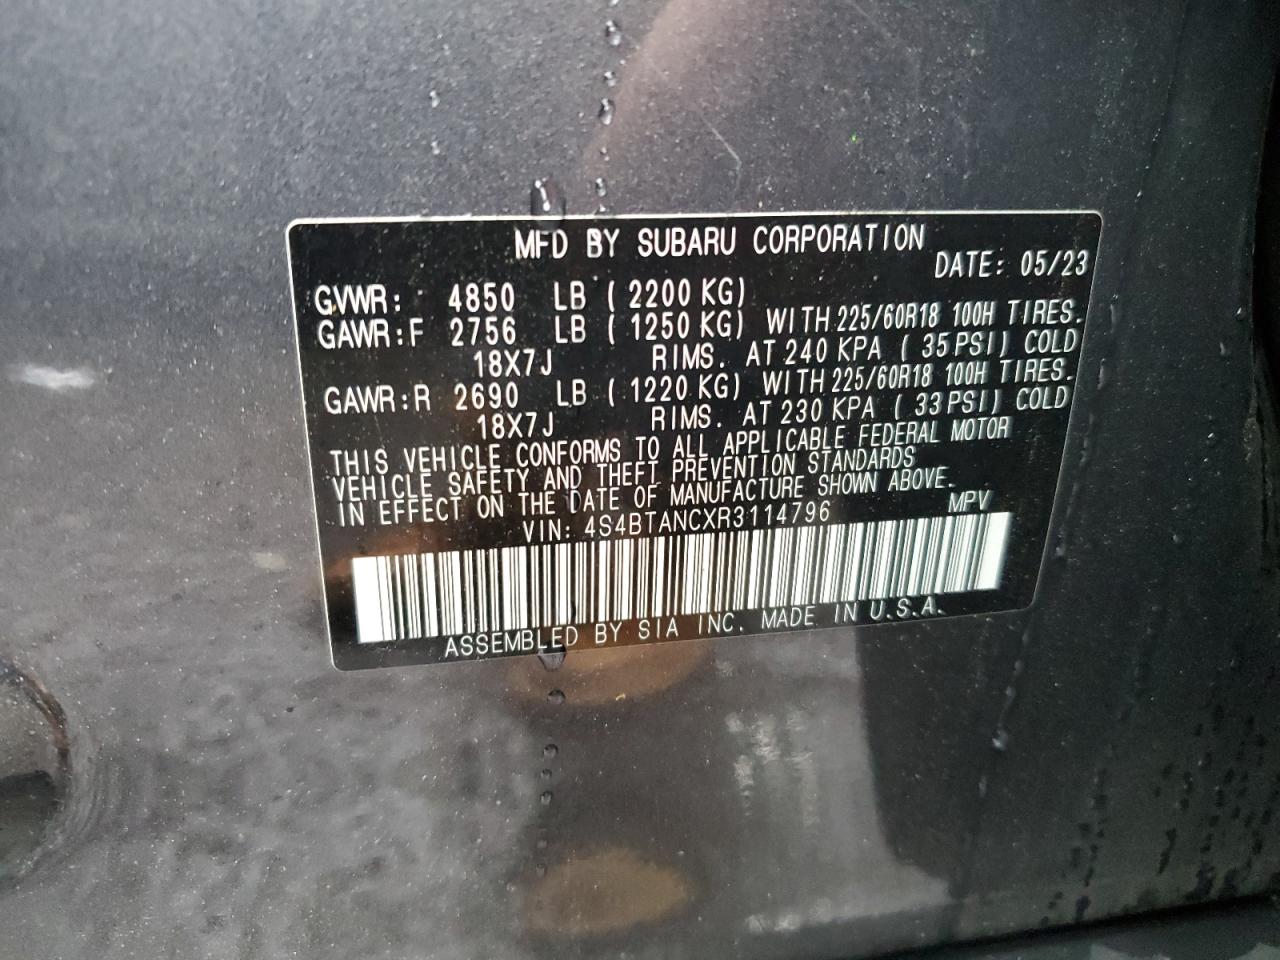 MFD BY SUBARU CORPORATION
DATE: 05/23
GVWR: 4850 LB ( 2200 KG)
GAWR:F 2756 LB ( 1250 KG) WITH 225/60R18 100H TIRES.
18X7J RIMS. AT 240 KPA ( 35 PSI) COLD
GAWR:R 2690 LB ( 1220 KG) WITH 225/60R18 100H TIRES.
18X7J RIMS. AT 230 KPA ( 33 PSI) COLD
THIS VEHICLE CONFORMS TO ALL APPLICABLE FEDERAL MOTOR
VEHICLE SAFETY AND THEFT PREVENTION STANDARDS
IN EFFECT ON THE DATE OF MANUFACTURE SHOWN ABOVE.
VIN: 4S4BTANCXR3114796 MPV
ASSEMBLED BY SIA INC. MADE IN U.S.A.